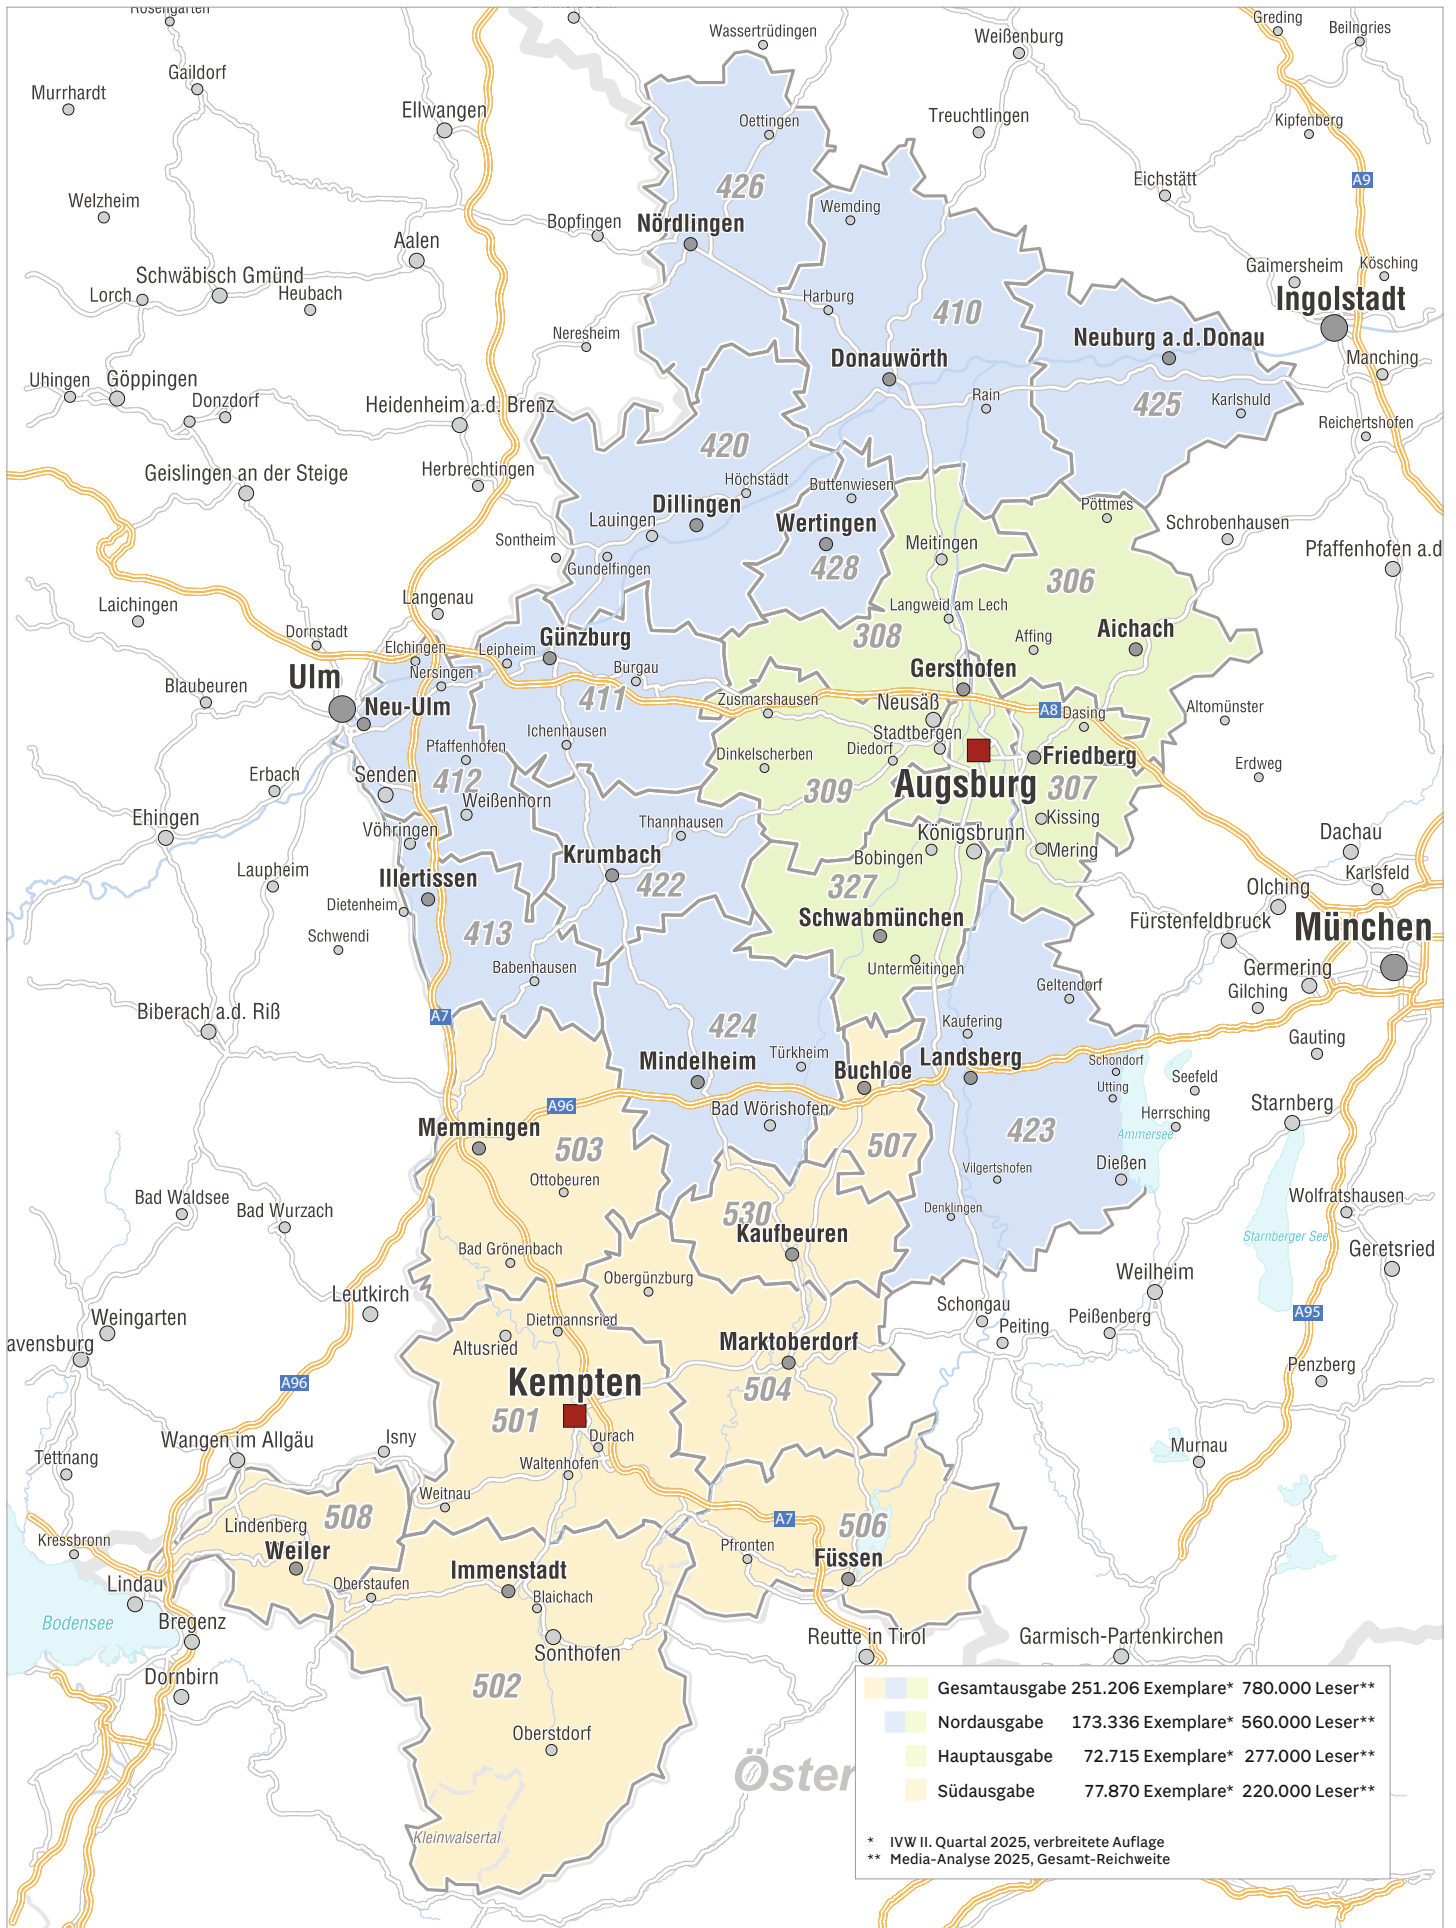 Rosengarten
Wassertrüdingen
Weißenburg
Greding
Beilngries
Murrhardt
Gaildorf
Ellwangen
Oettingen
Treuchtlingen
Kipfenberg
Welzheim
426
Eichstätt
A9
Bopfingen
Nördlingen
Wemding
Aalen
Schwäbisch Gmünd
Lorch
Heubach
Gaimersheim
Kösching
Ingolstadt
Harburg
410
Neresheim
Donauwörth
Neuburg a.d.Donau
Manching
Uhingen
Göppingen
Donzdorf
Heidenheim a.d. Brenz
Rain
425
Karlshuld
Reichertshofen
420
Geislingen an der Steige
Herbrechtingen
Höchstädt
Buttenwiesen
Dillingen
Pöttmes
Lauingen
Wertingen
Schrobenhausen
Sontheim
Gundelfingen
428
Meitingen
Pfaffenhofen a.d
306
Laichingen
Langenau
Langweid am Lech
Dornstadt
Elchingen
Leipheim
Günzburg
308
Affing
Aichach
Nersingen
Burgau
Gersthofen
Ulm
Blaubeuren
Neu-Ulm
411
Zusmarshausen
Neusäß
A8
Dasing
Altomünster
Ichenhausen
Stadtbergen
Pfaffenhofen
Dinkelscherben
Diedorf
Friedberg
Erbach
Senden
412
Augsburg
307
Erdweg
309
Weißenhorn
Ehingen
Vöhringen
Thannhausen
Königsbrunn
Kissing
Dachau
Krumbach
Bobingen
Mering
Laupheim
Illertissen
422
327
Karlsfeld
Olching
Dietenheim
Schwabmünchen
Fürstenfeldbruck
München
Schwendi
413
Babenhausen
Untermeitingen
Germering
Geltendorf
Gilching
Biberach a.d. Riß
A7
424
Kaufering
Gauting
Mindelheim
Türkheim
Buchloe
Landsberg
Schondorf
Utting
Seefeld
A96
Bad Wörishofen
Herrsching
Starnberg
Memmingen
503
507
423
Ammersee
Ottobeuren
Vilgertshofen
Dießen
Bad Waldsee
Bad Wurzach
530
Denklingen
Wolfratshausen
Kaufbeuren
Starnberger See
Bad Grönenbach
Geretsried
Obergünzburg
Weilheim
Leutkirch
Schongau
Weingarten
Dietmannsried
Peiting
Peißenberg
A95
avensburg
Altusried
Marktoberdorf
Penzberg
A96
Kempten
504
501
Wangen im Allgäu
Isny
Durach
Murnau
Tettnang
Waltenhofen
Weitnau
508
A7
506
Lindenberg
Kressbronn
Weiler
Pfronten
Füssen
Immenstadt
Lindau
Oberstaufen
Blaichach
Bodensee
Bregenz
Sonthofen
Reutte in Tirol
Garmisch-Partenkirchen
Dornbirn
502
Oberstdorf
Öster
Kleinwalsertal
Gesamtausgabe 251.206 Exemplare* 780.000 Leser**
Nordausgabe 173.336 Exemplare* 560.000 Leser**
Hauptausgabe 72.715 Exemplare* 277.000 Leser**
Südausgabe 77.870 Exemplare* 220.000 Leser**
* IVW II. Quartal 2025, verbreitete Auflage
** Media-Analyse 2025, Gesamt-Reichweite